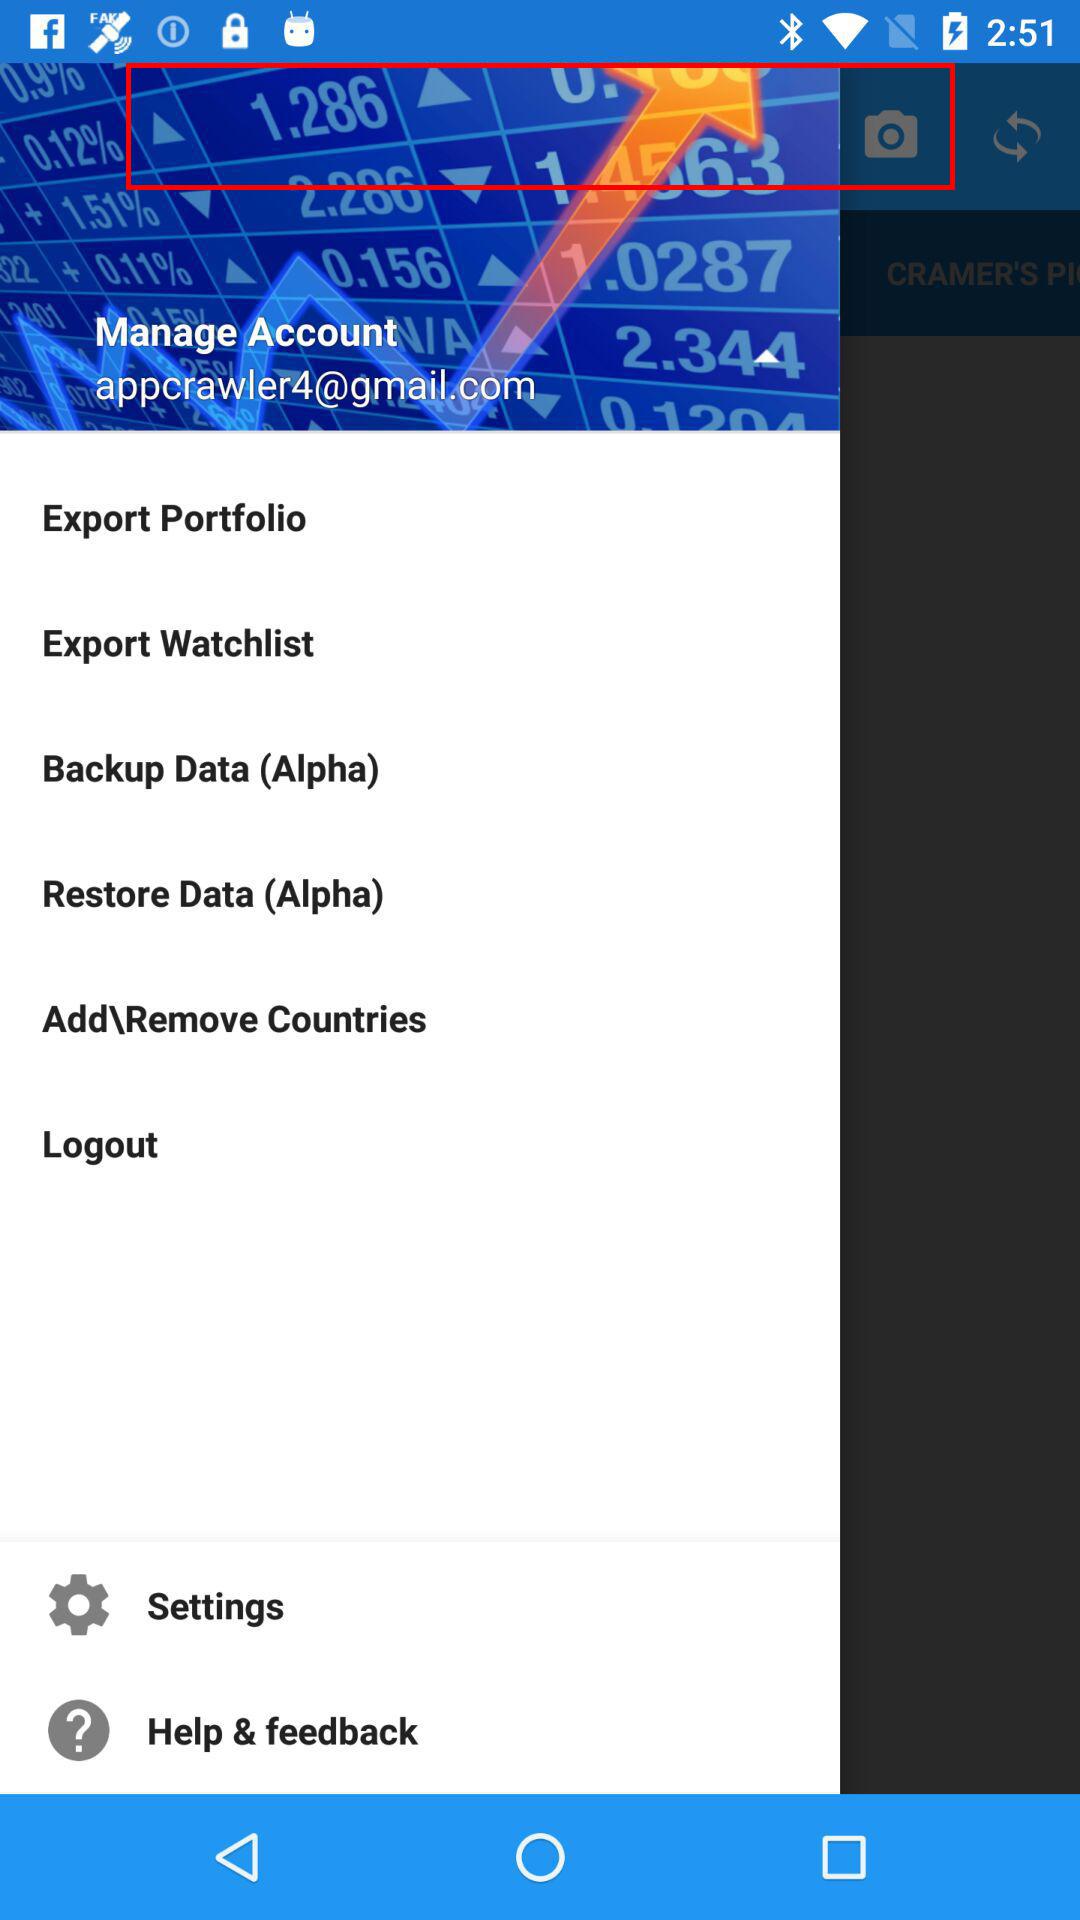 FAKE
2:51
0.9%
0.12%
1.286
2.286
1.4563
+ 1.51%
322 + 0.11%
0.156
1.0287
N/A
2.344
Manage Account
appcrawler4@gmail.com
0.1204
CRAMER'S PI
Export Portfolio
Export Watchlist
Backup Data (Alpha)
Restore Data (Alpha)
Add\Remove Countries
Logout
Settings
Help & feedback